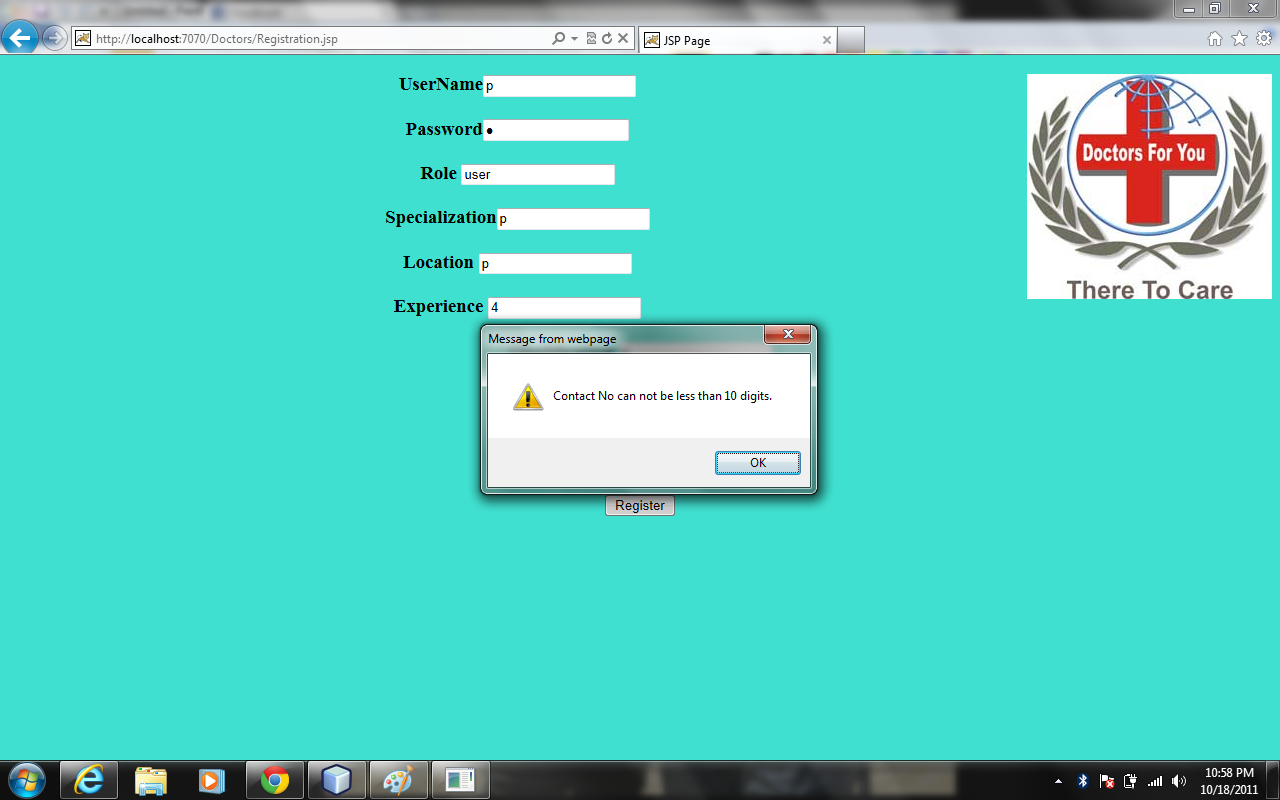 http://localhost:7070/Doctors/Registration.jsp
JSP Page
UserName p
Password ●
Role user
Specialization p
Location p
Experience 4
Doctors For You
There To Care
Message from webpage
Contact No can not be less than 10 digits.
OK
Register
10:58 PM
10/18/2011